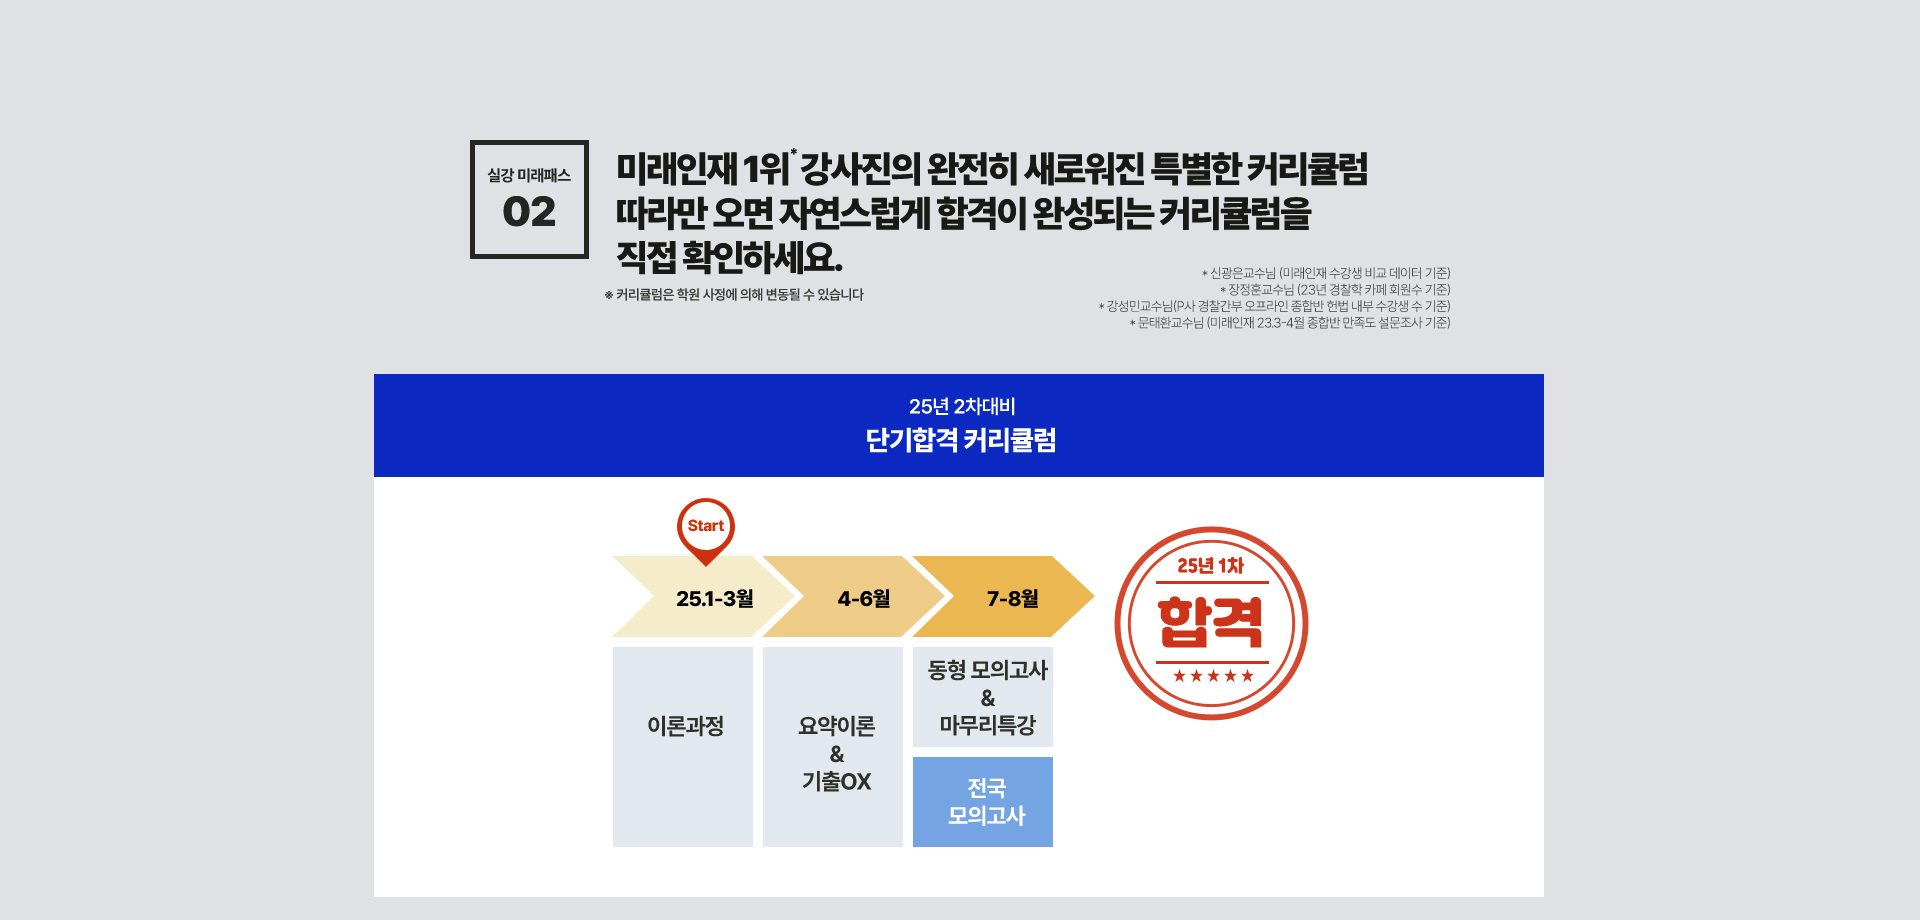 실강 미래패스
02
미래인재 1위* 강사진의 완전히 새로워진 특별한 커리큘럼
따라만 오면 자연스럽게 합격이 완성되는 커리큘럼을
직접 확인하세요.
※ 커리큘럼은 학원 사정에 의해 변동될 수 있습니다
* 신광은교수님 (미래인재 수강생 비교 데이터 기준)
* 장정훈교수님 (23년 경찰학 카페 회원수 기준)
* 강성민교수님(P사 경찰간부 오프라인 종합반 헌법 내부 수강생 수 기준)
* 문태환교수님 (미래인재 23.3-4월 종합반 만족도 설문조사 기준)
25년 2차대비
단기합격 커리큘럼
Start
25.1-3월
4-6월
7-8월
이론과정
요약이론
&
기출OX
동형 모의고사
&
마무리특강
전국
모의고사
25년 1차
합격
★★★★★